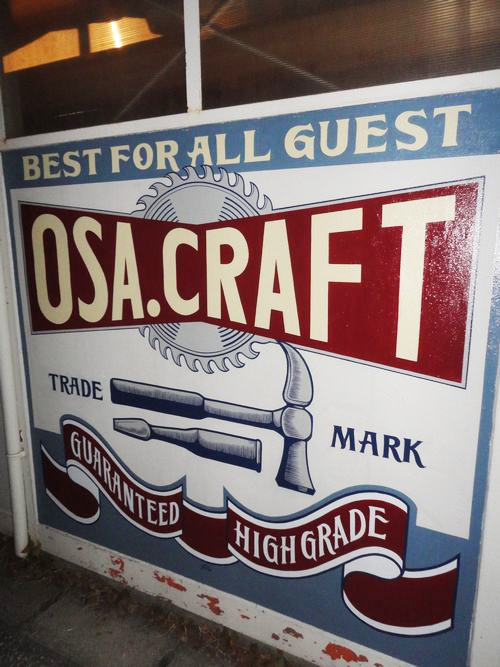 BEST FOR ALL GUEST
OSA.CRAFT
TRADE MARK
GUARANTEED
HIGH GRADE